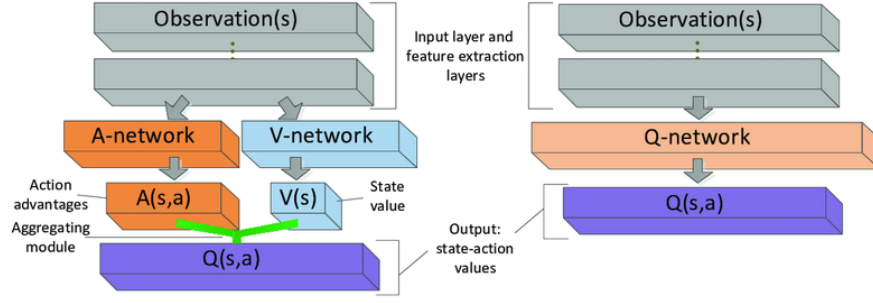 Observation(s)
Input layer and
feature extraction
layers
Observation(s)
A-network
V-network
Q-network
Action
advantages
A(s,a)
V(s)
State
value
Q(s,a)
Aggregating
module
Output:
state-action
values
Q(s,a)